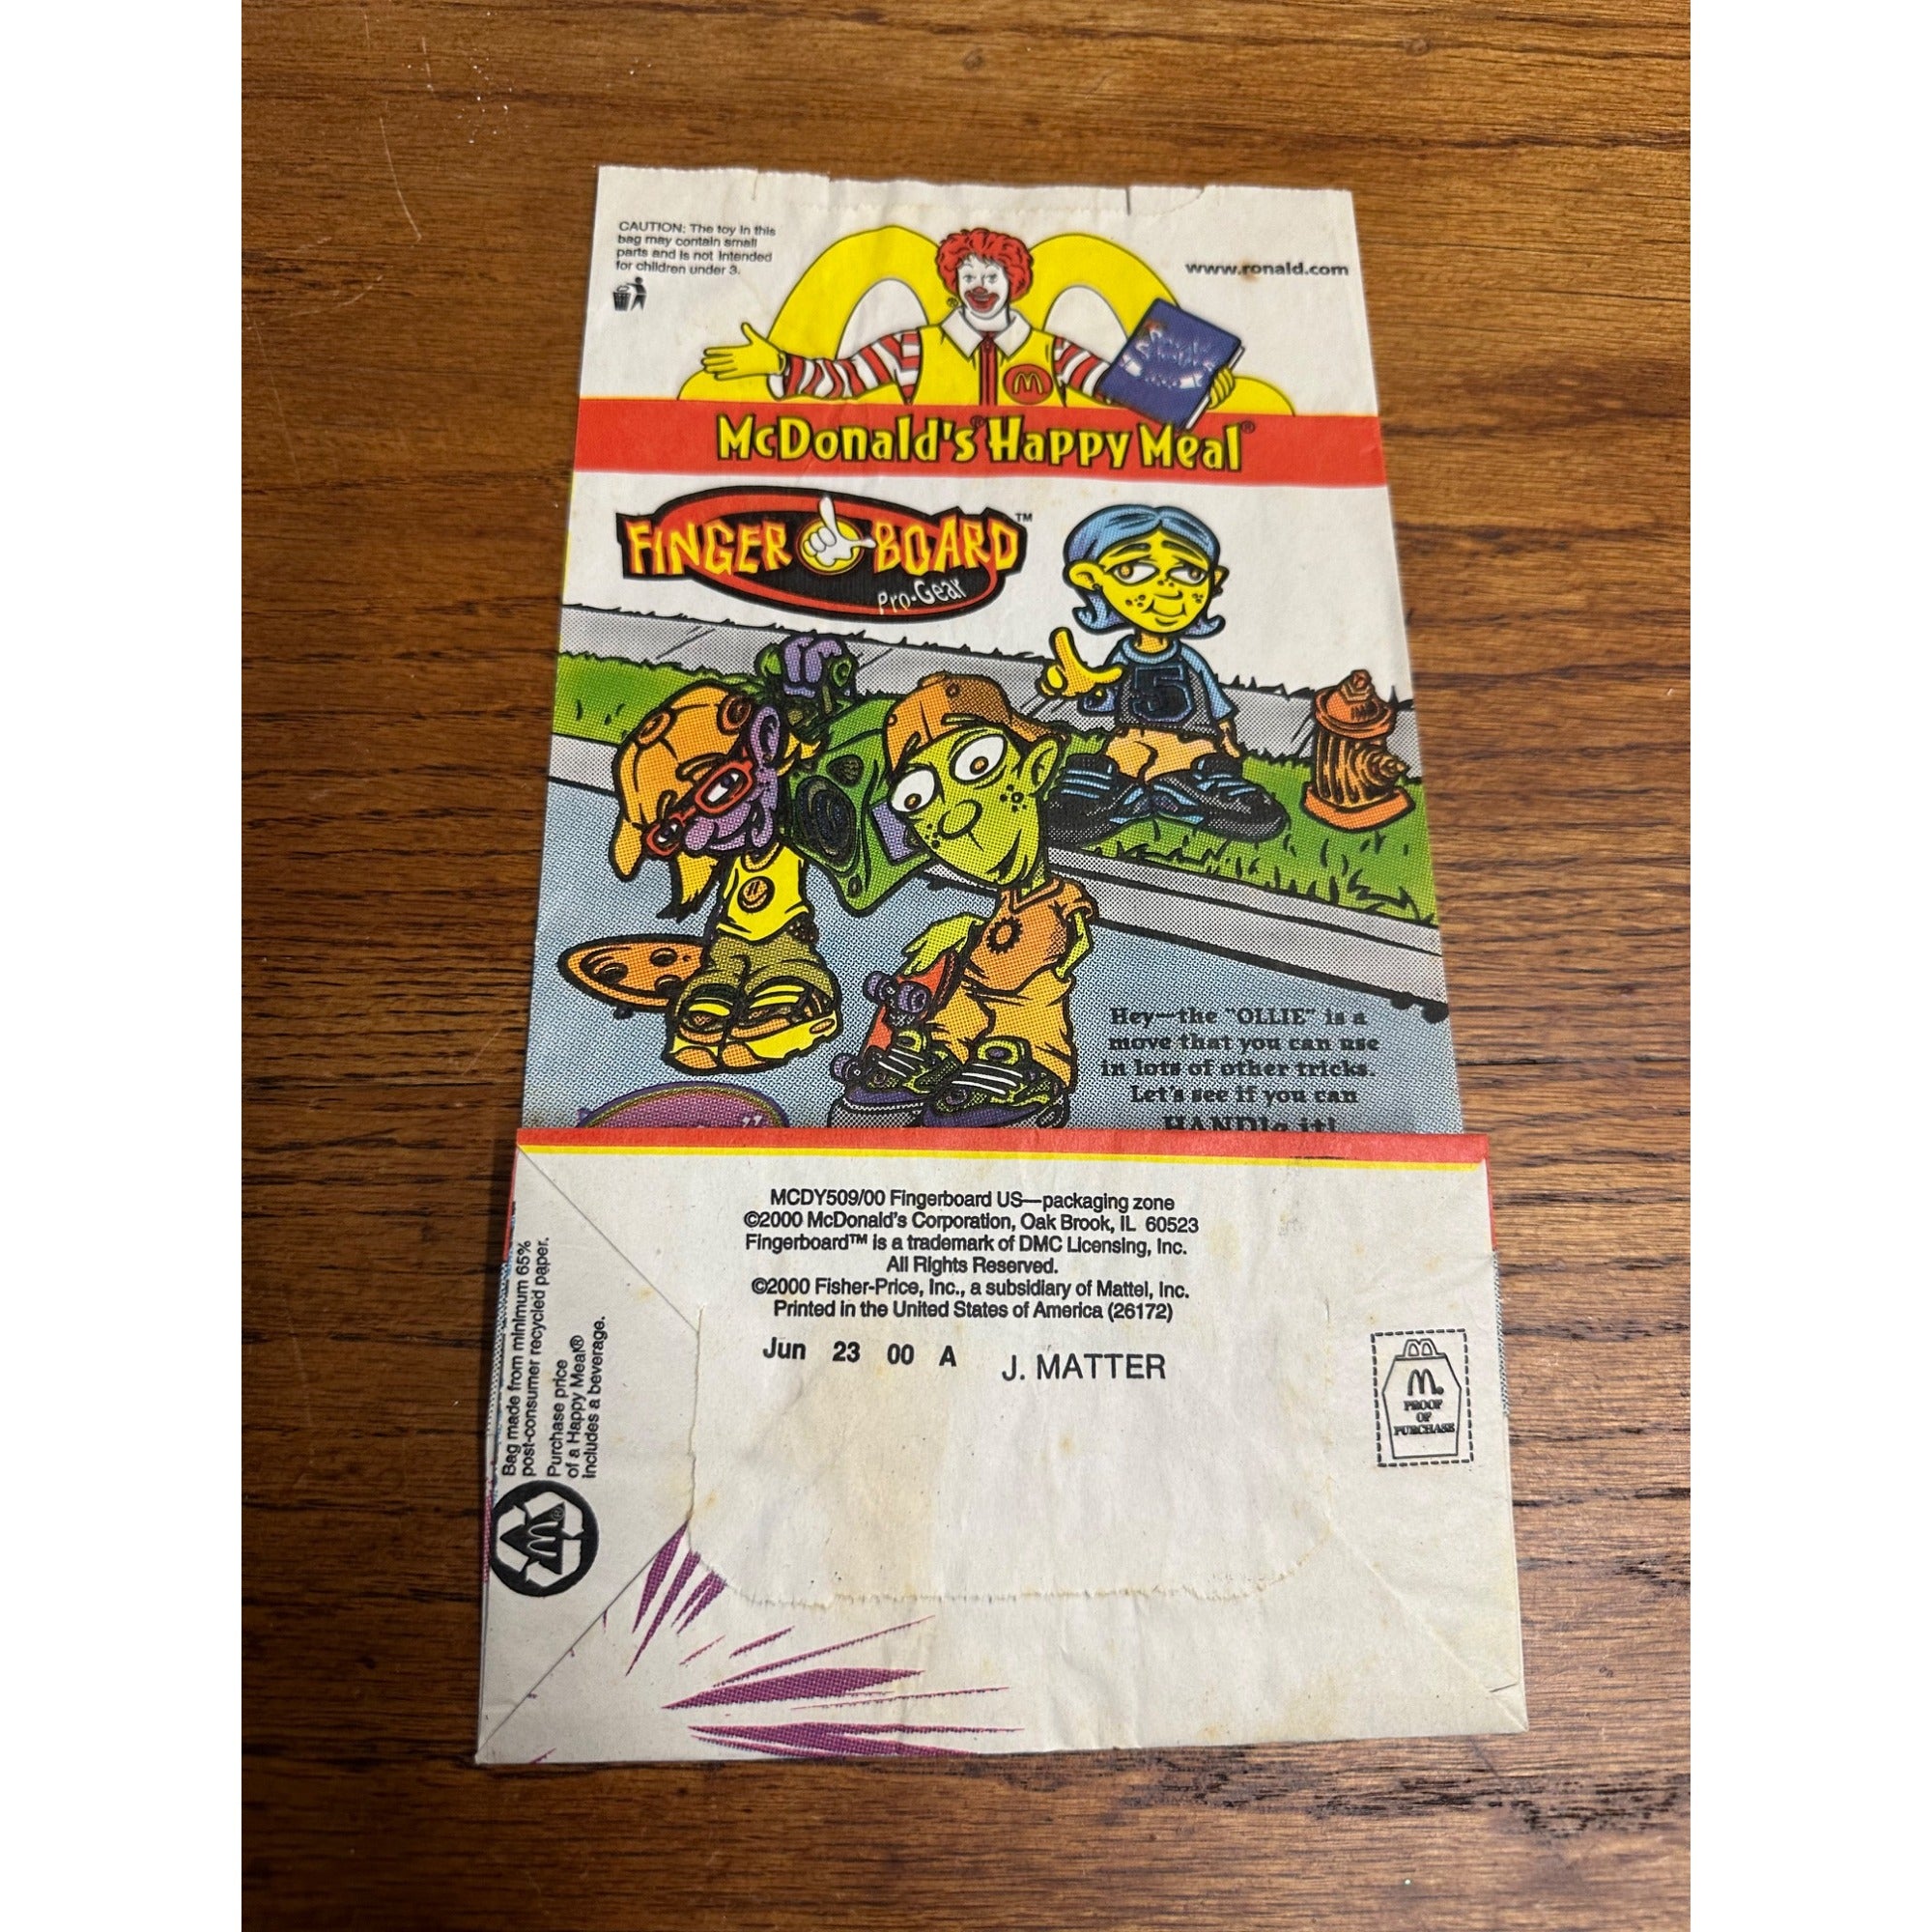 CAUTION: The toy in this
bag may contain small
parts and is not intended
for children under 3.
www.ronald.com
McDonald's® Happy Meal®
FINGER BOARD™
Pro-Gear
5
Hey—the "OLLIE" is a
move that you can use
in lots of other tricks.
Let's see if you can
HANDle it!
MCDY509/00 Fingerboard US—packaging zone
©2000 McDonald's Corporation, Oak Brook, IL 60523
Fingerboard™ is a trademark of DMC Licensing, Inc.
All Rights Reserved.
©2000 Fisher-Price, Inc., a subsidiary of Mattel, Inc.
Printed in the United States of America (26172)
Jun 23 00 A J. MATTER
Bag made from minimum 65%
post-consumer recycled paper.
Purchase price
of a Happy Meal®
includes a beverage.
PROOF
OF
PURCHASE